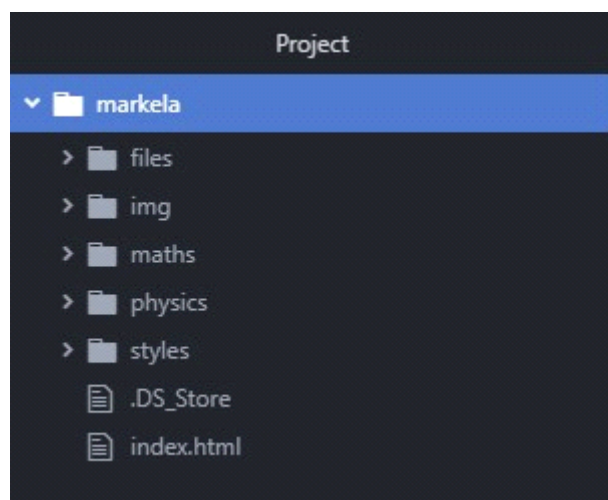 Project
markela
files
img
maths
physics
styles
.DS_Store
index.html